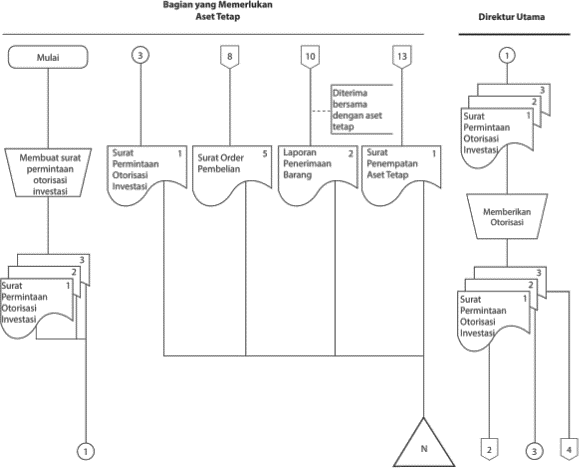 Bagian yang Memerlukan
Aset Tetap
Direktur Utama
Mulai
3
8
10
13
1
Diterima
bersama
dengan aset
tetap
Membuat surat
permintaan
otorisasi
investasi
Surat 1
Permintaan
Otorisasi
Investasi
Surat Order 5
Pembelian
Laporan 2
Penerimaan
Barang
Surat 1
Penempatan
Aset Tetap
3
2
Surat 1
Permintaan
Otorisasi
Investasi
Memberikan
Otorisasi
3
2
Surat 1
Permintaan
Otorisasi
Investasi
3
2
Surat 1
Permintaan
Otorisasi
Investasi
1
N
2
3
4